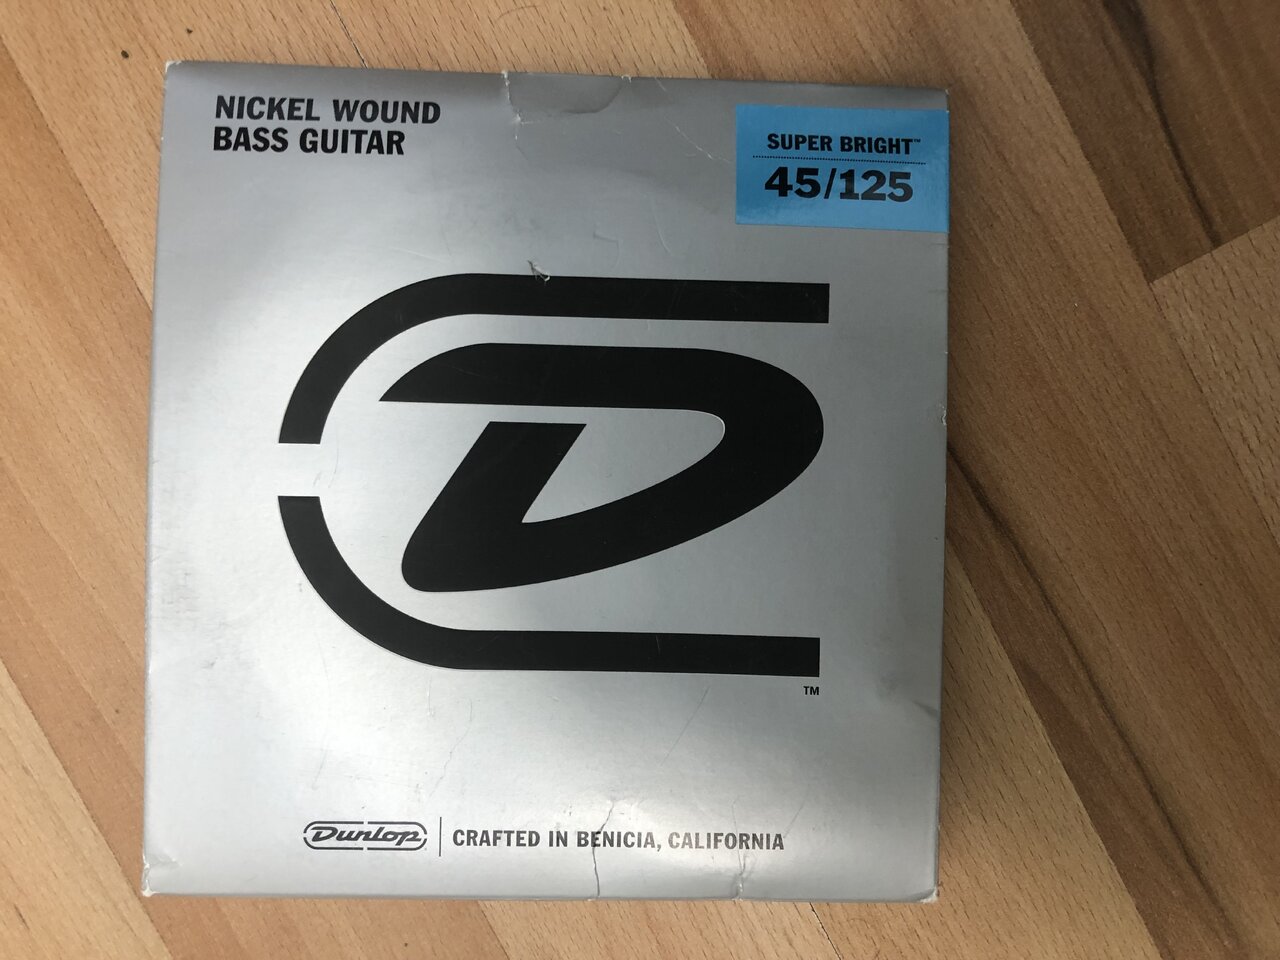 NICKEL WOUND
BASS GUITAR
SUPER BRIGHT™
45/125
D
TM
Dunlop
CRAFTED IN BENICIA, CALIFORNIA